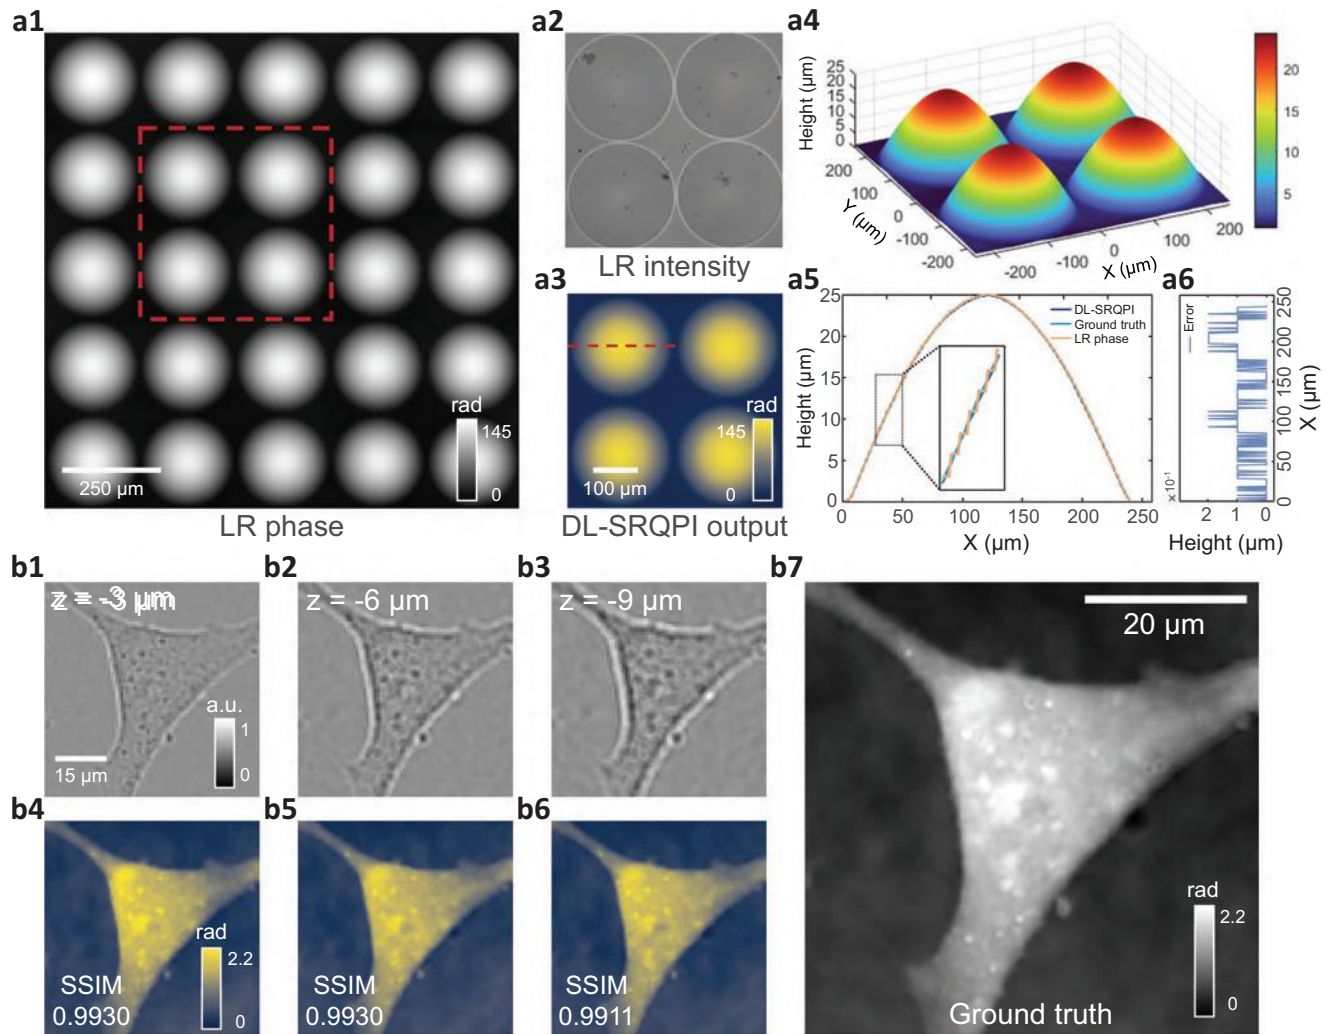 a1
rad
145
0
250 µm
LR phase
a2
LR intensity
a3
rad
145
0
100 µm
DL-SRQPI output
a4
Height (µm)
25
20
15
10
5
0
200
100
0
-100
-200
Y (µm)
-200
-100
0
100
200
X (µm)
20
15
10
5
a5
Height (µm)
25
20
15
10
5
0
DL-SRQPI
Ground truth
LR phase
0
50
100
150
200
250
X (µm)
a6
Error
×10⁻¹
2
1
0
Height (µm)
0
50
100
150
200
250
X (µm)
b1
z = -3 µm
a.u.
1
0
15 µm
b2
z = -6 µm
b3
z = -9 µm
b4
rad
2.2
0
SSIM
0.9930
b5
SSIM
0.9930
b6
SSIM
0.9911
b7
20 µm
rad
2.2
0
Ground truth